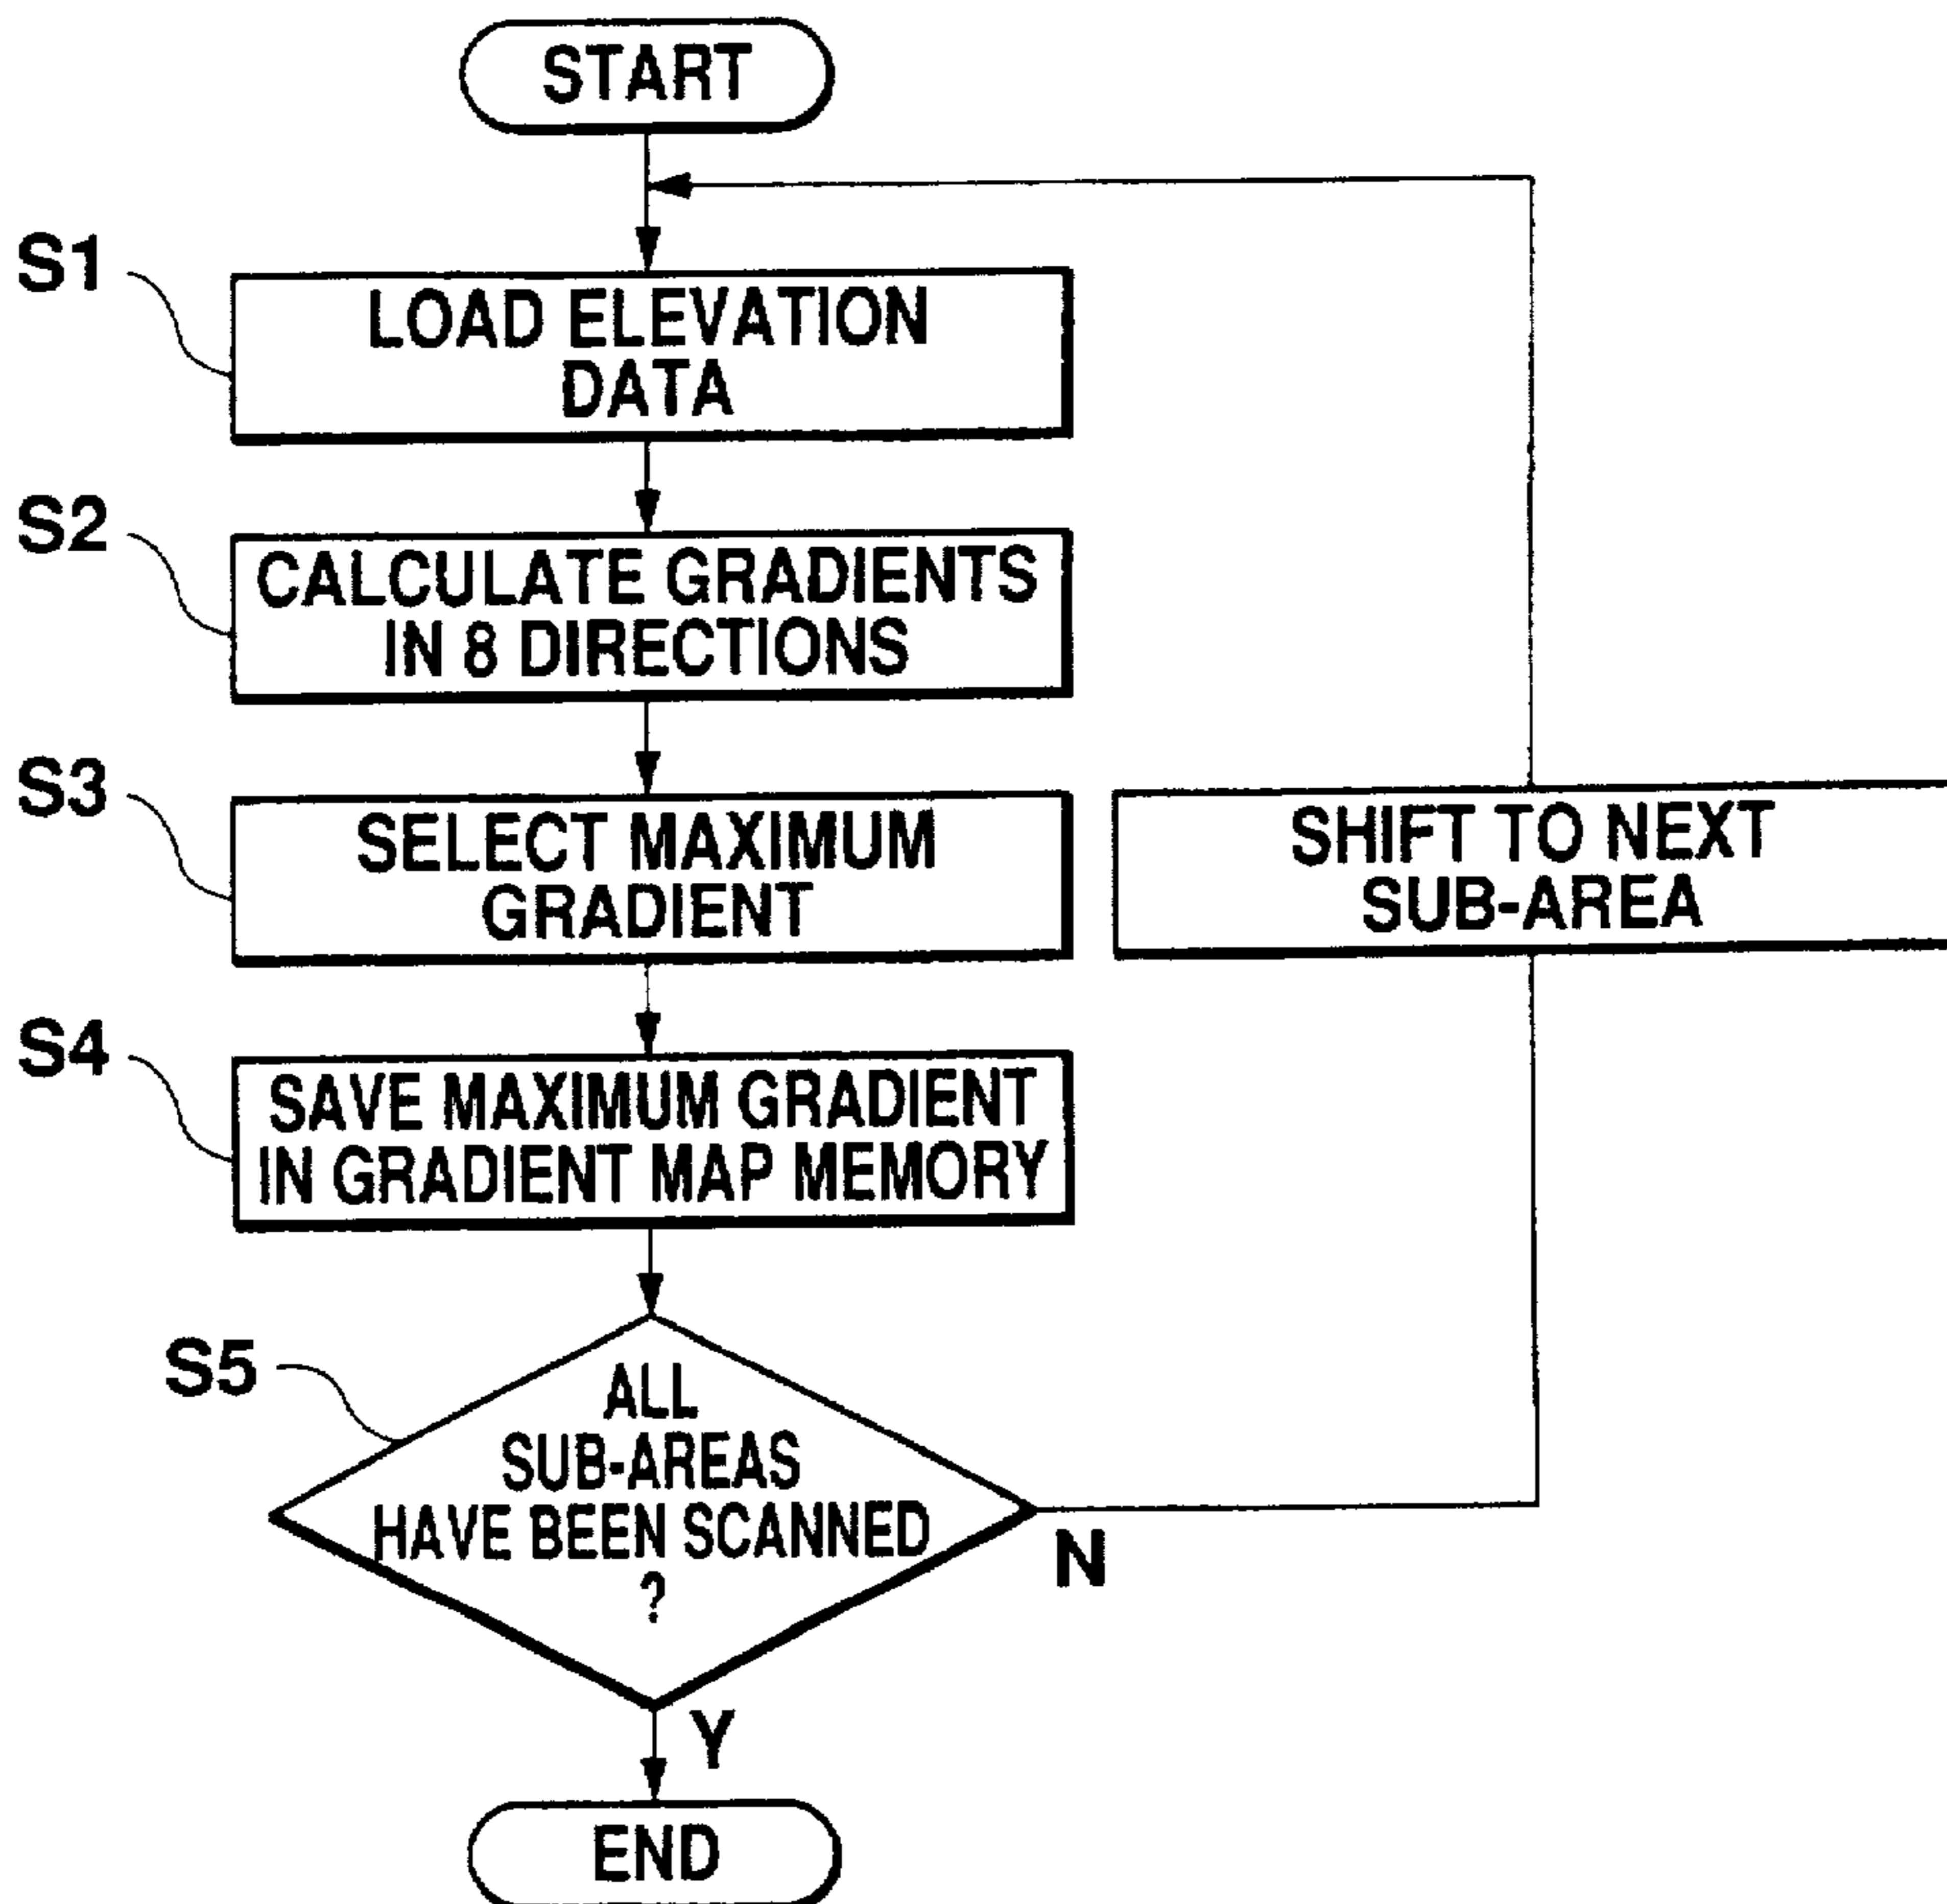 START
S1
LOAD ELEVATION
DATA
S2
CALCULATE GRADIENTS
IN 8 DIRECTIONS
S3
SELECT MAXIMUM
GRADIENT
SHIFT TO NEXT
SUB-AREA
S4
SAVE MAXIMUM GRADIENT
IN GRADIENT MAP MEMORY
S5
ALL
SUB-AREAS
HAVE BEEN SCANNED
?
N
Y
END